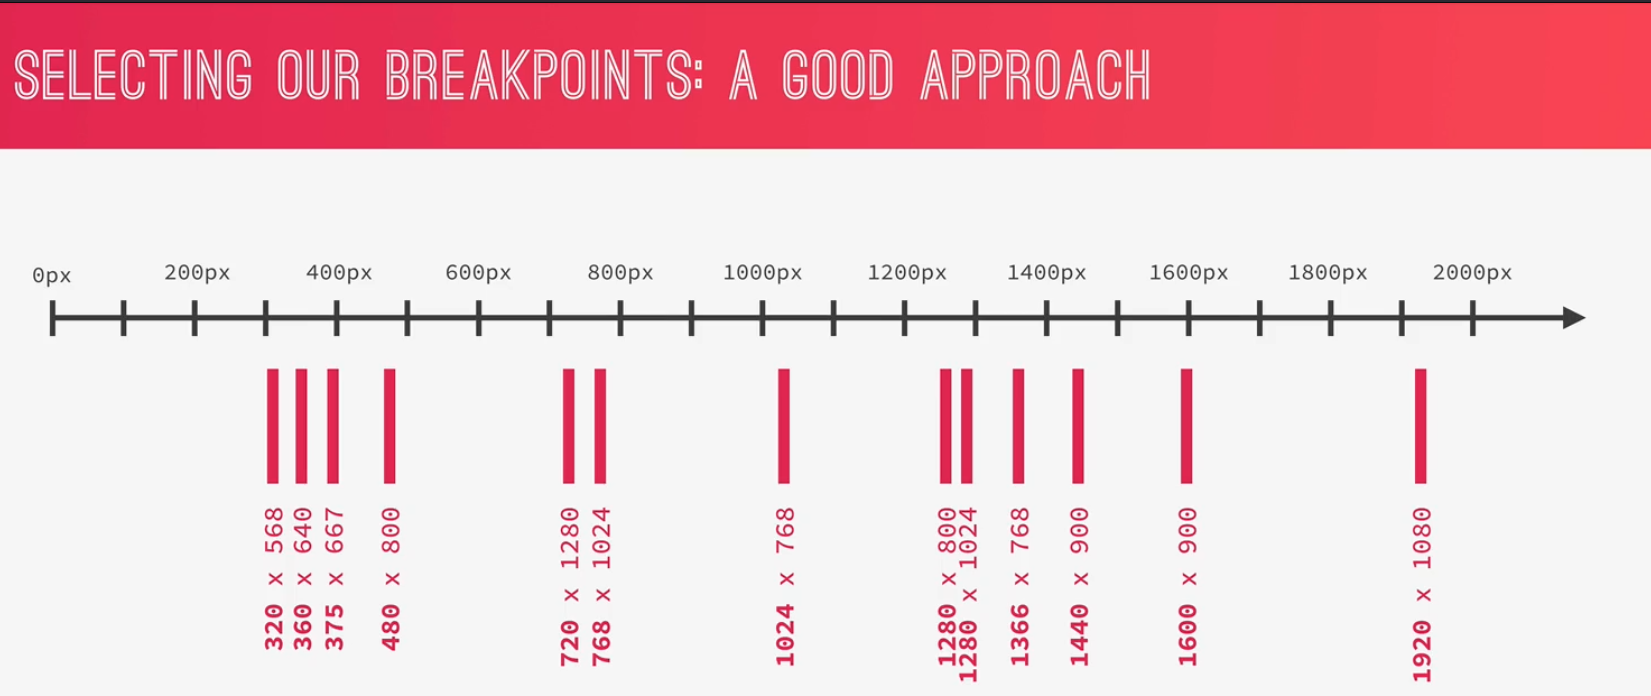 SELECTING OUR BREAKPOINTS: A GOOD APPROACH
0px
200px
400px
600px
800px
1000px
1200px
1400px
1600px
1800px
2000px
320 x 568
360 x 640
375 x 667
480 x 800
720 x 1280
768 x 1024
1024 x 768
1280 x 800
1280 x 1024
1366 x 768
1440 x 900
1600 x 900
1920 x 1080